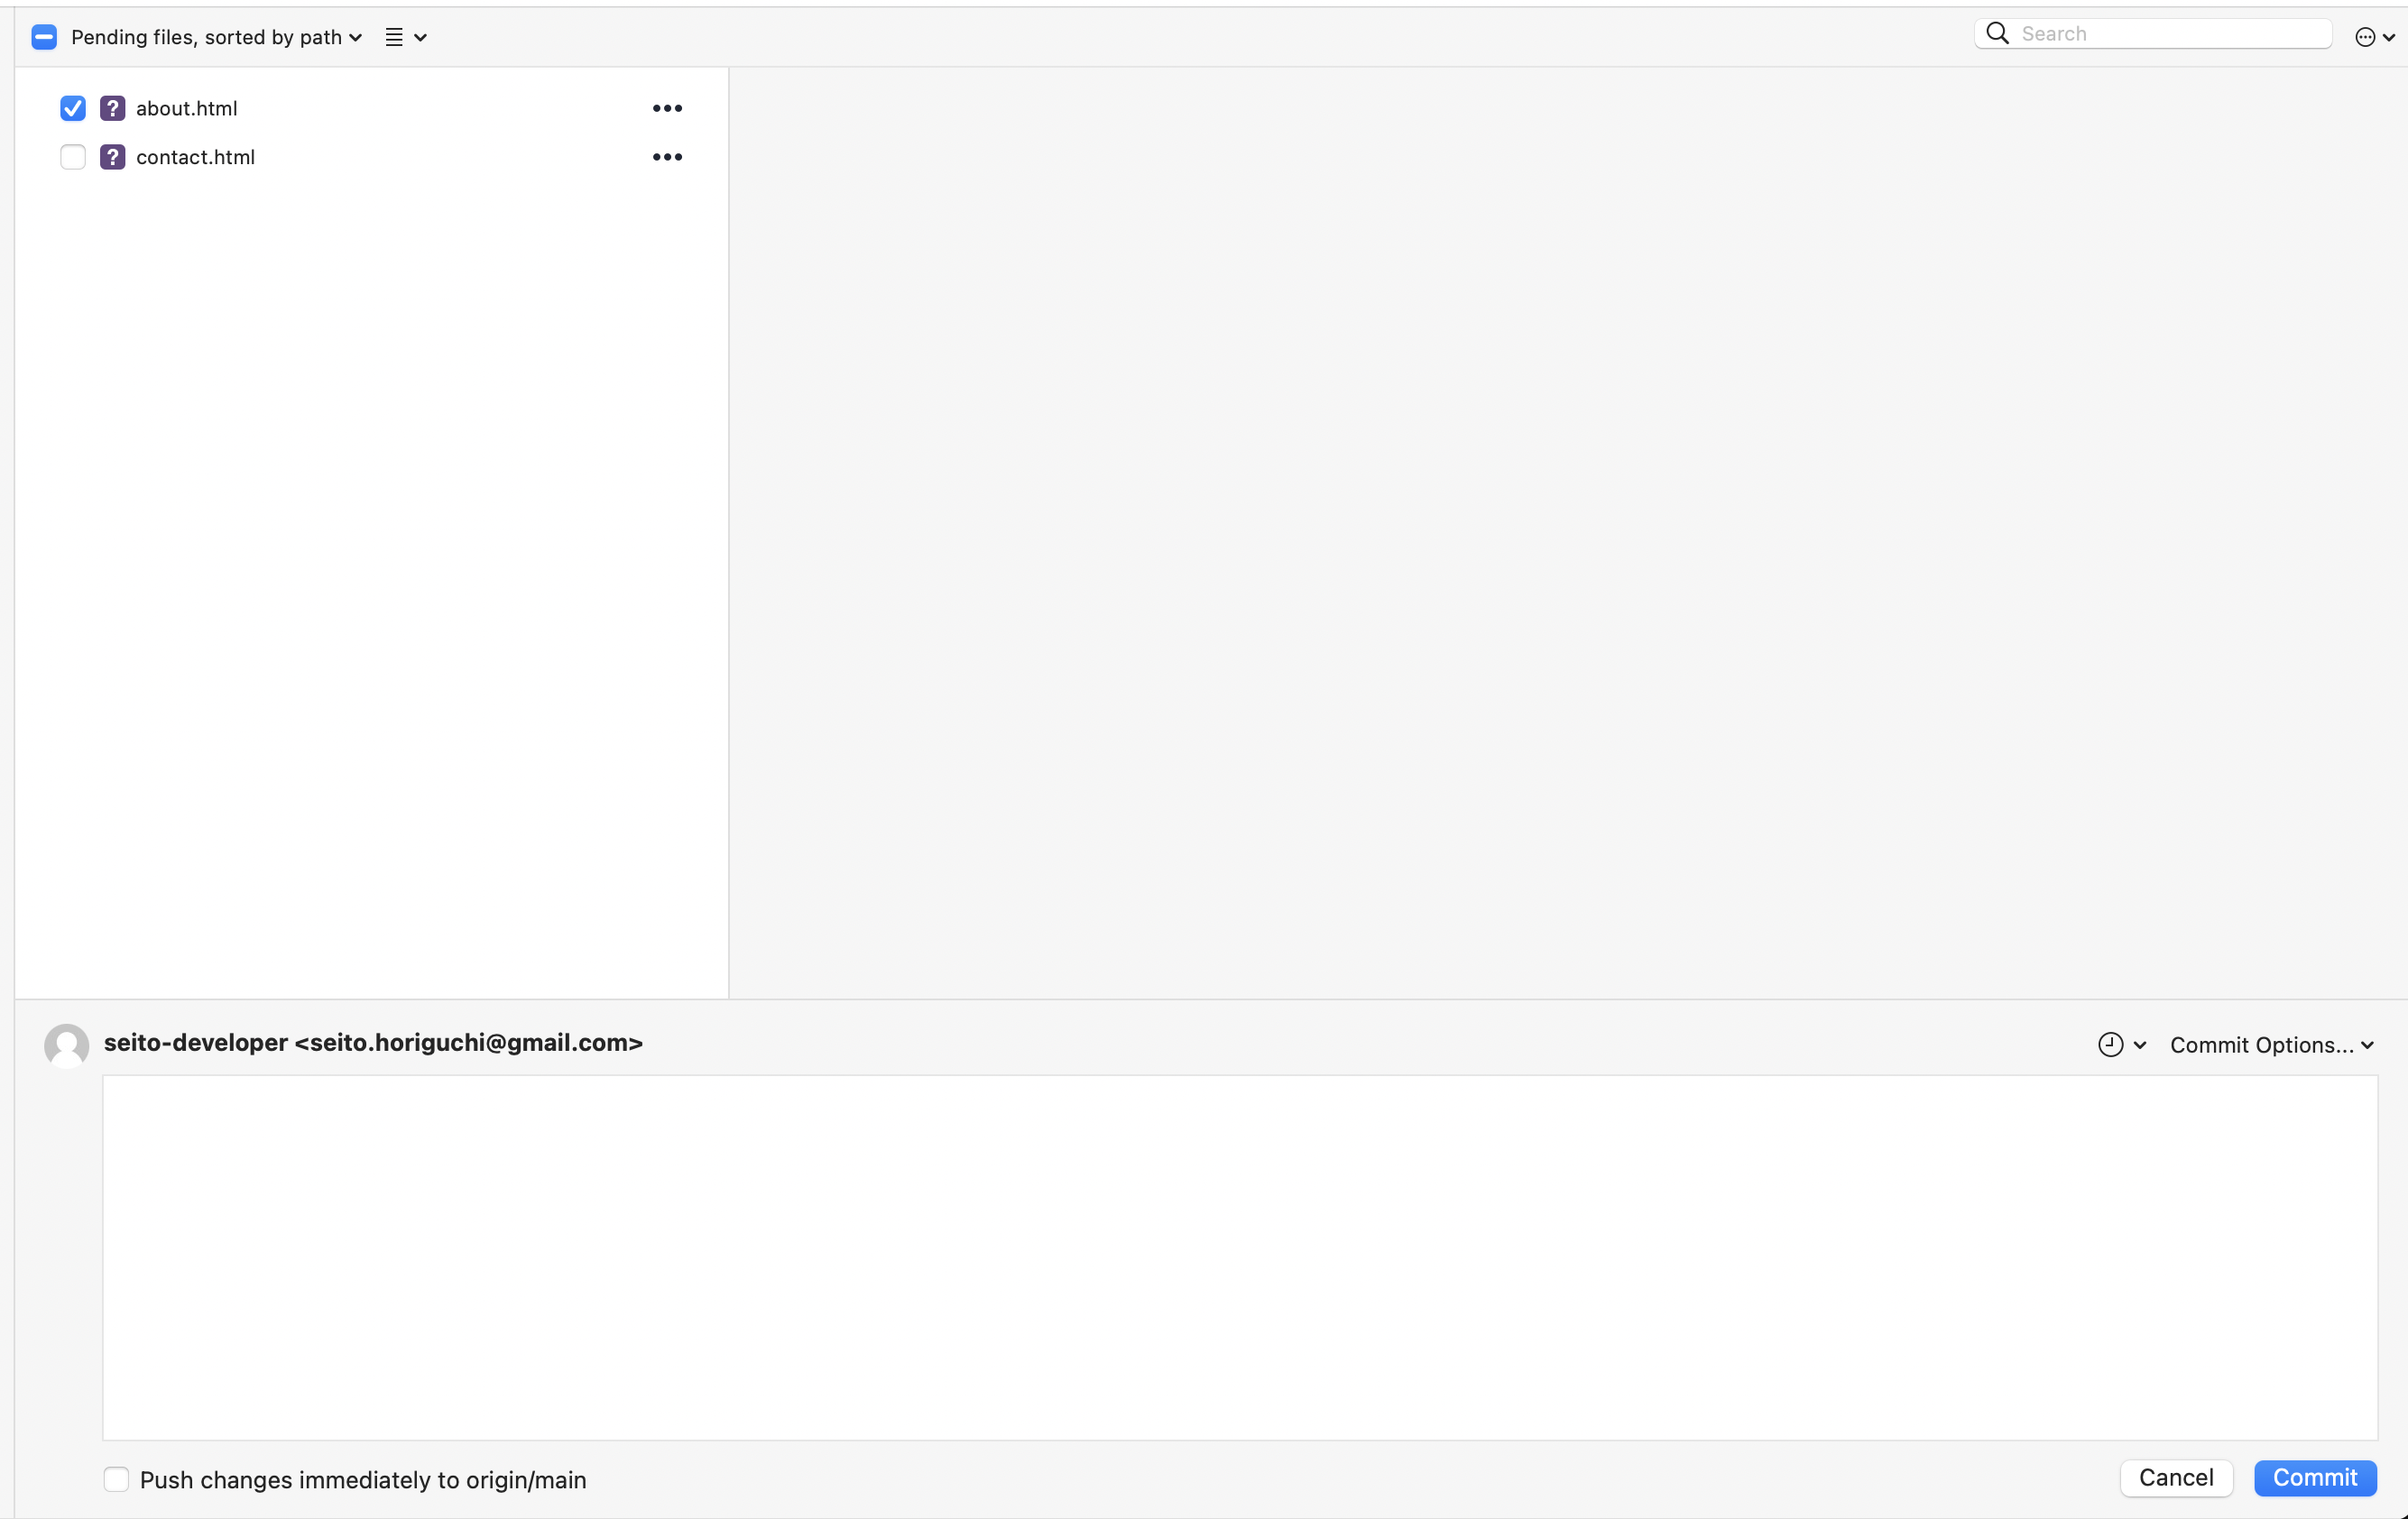 Pending files, sorted by path
Search
? about.html
? contact.html
seito-developer <seito.horiguchi@gmail.com>
Commit Options...
Push changes immediately to origin/main
Cancel
Commit